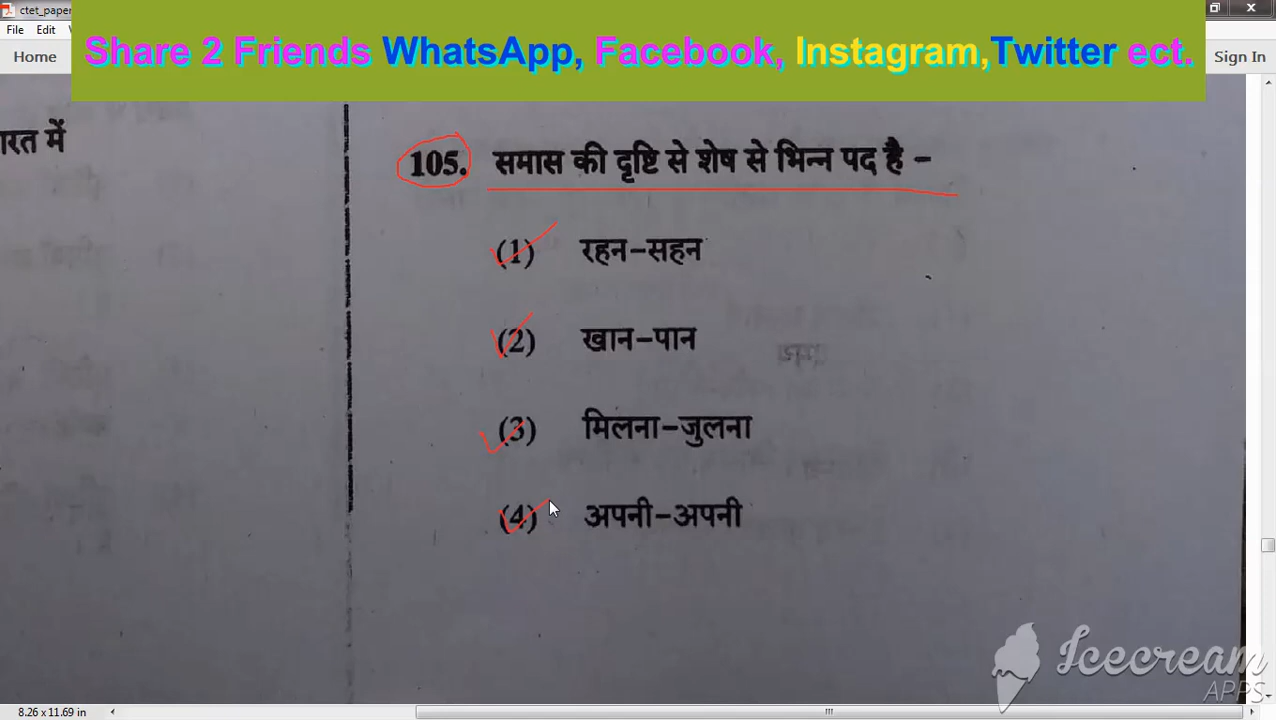 ctet_pape
File Edit
Share 2 Friends WhatsApp, Facebook, Instagram,Twitter ect.
Home
Sign In
ारत में
105. समास की दृष्टि से शेष से भिन्न पद है -
(1) रहन-सहन
(2) खान-पान
(3) मिलना-जुलना
(4) अपनी-अपनी
Icecream
APPS
8.26 x 11.69 in